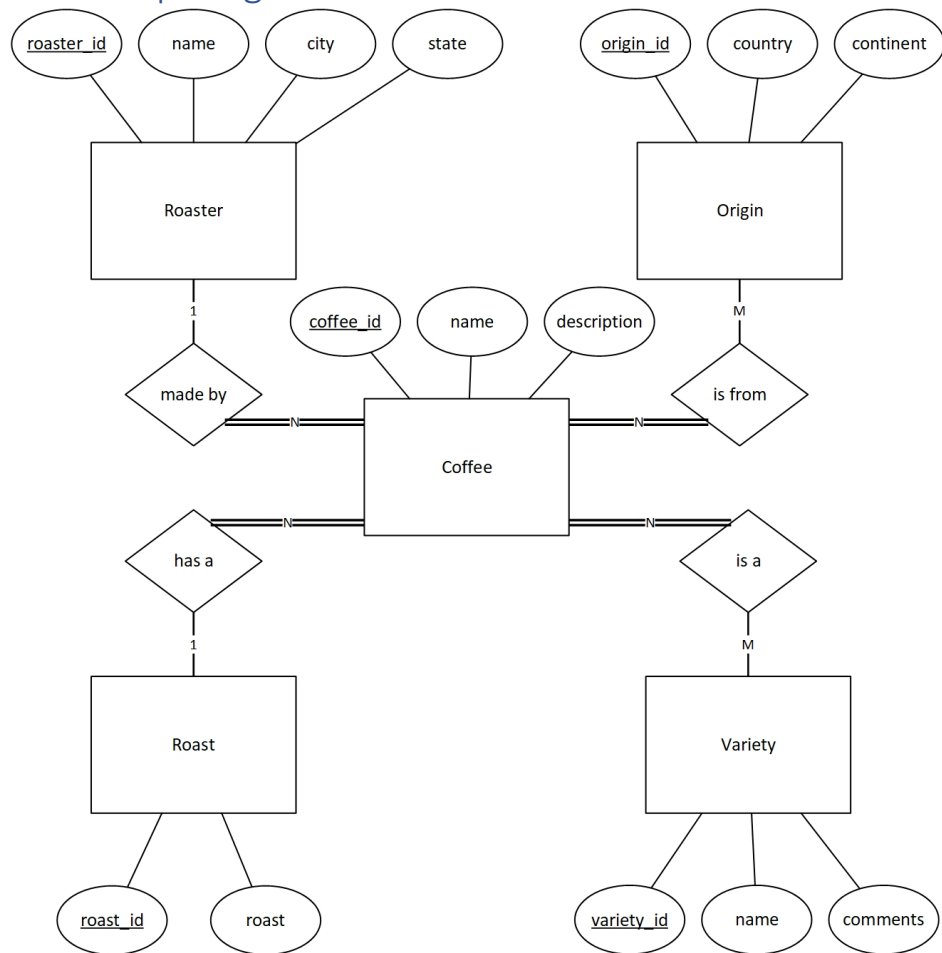 roaster_id
name
city
state
origin_id
country
continent
Roaster
Origin
1
M
coffee_id
name
description
made by
is from
N
N
Coffee
N
N
has a
is a
1
M
Roast
Variety
roast_id
roast
variety_id
name
comments